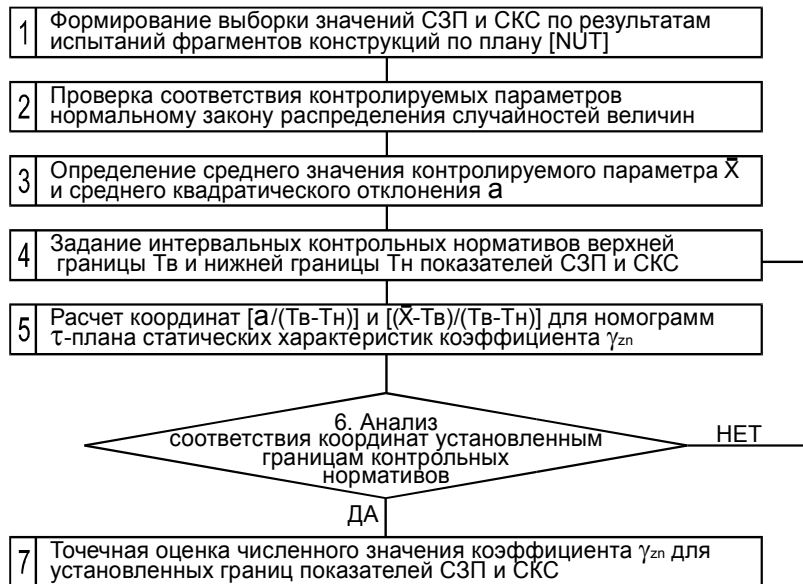 1 Формирование выборки значений СЗП и СКС по результатам
испытаний фрагментов конструкций по плану [NUT]
2 Проверка соответствия контролируемых параметров
нормальному закону распределения случайностей величин
3 Определение среднего значения контролируемого параметра X̄
и среднего квадратического отклонения a
4 Задание интервальных контрольных нормативов верхней
границы Тв и нижней границы Тн показателей СЗП и СКС
5 Расчет координат [a/(Тв-Тн)] и [(X̄-Тв)/(Тв-Тн)] для номограмм
τ-плана статических характеристик коэффициента γzn
6. Анализ
соответствия координат установленным
границам контрольных
нормативов
НЕТ
ДА
7 Точечная оценка численного значения коэффициента γzn для
установленных границ показателей СЗП и СКС